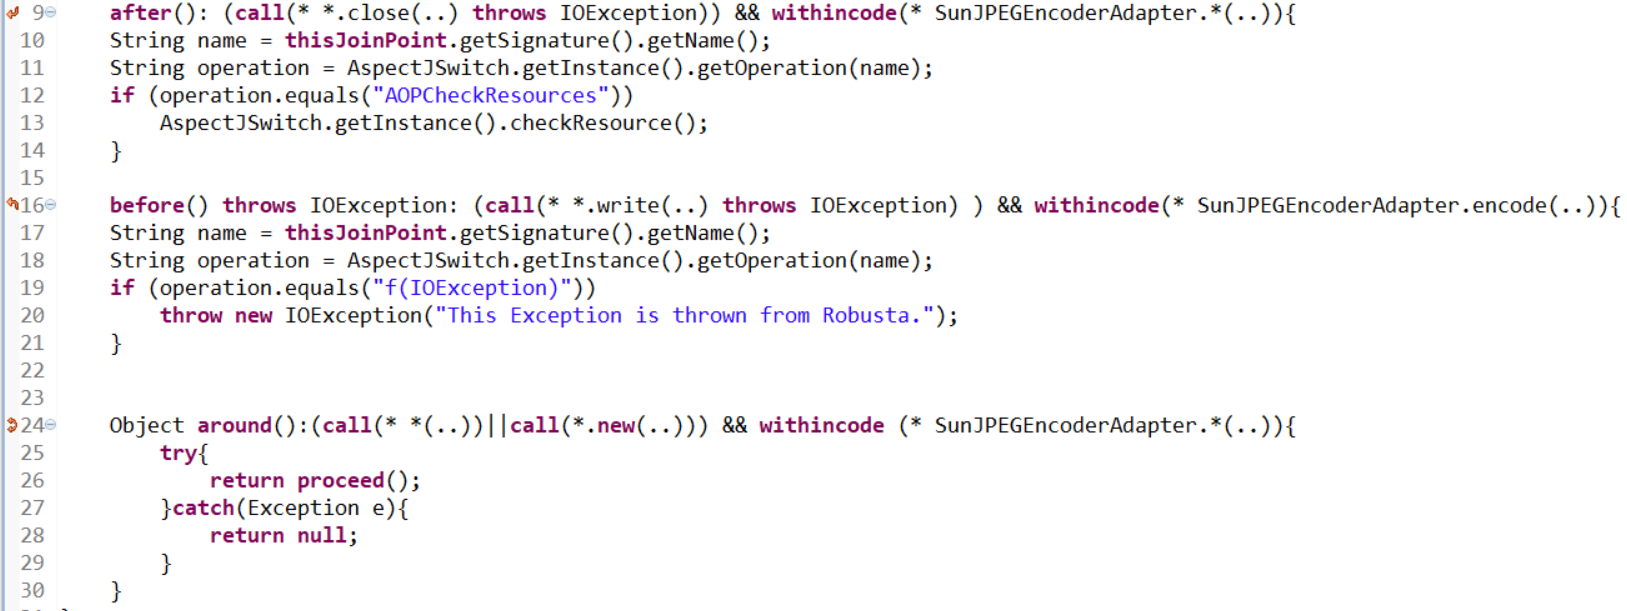 9 after(): (call(* *.close(..) throws IOException)) && withincode(* SunJPEGEncoderAdapter.*(..)){
10 String name = thisJoinPoint.getSignature().getName();
11 String operation = AspectJSwitch.getInstance().getOperation(name);
12 if (operation.equals("AOPCheckResources"))
13 AspectJSwitch.getInstance().checkResource();
14 }
15
16 before() throws IOException: (call(* *.write(..) throws IOException) ) && withincode(* SunJPEGEncoderAdapter.encode(..)){
17 String name = thisJoinPoint.getSignature().getName();
18 String operation = AspectJSwitch.getInstance().getOperation(name);
19 if (operation.equals("f(IOException)"))
20 throw new IOException("This Exception is thrown from Robusta.");
21 }
22
23
24 Object around():(call(* *(..))||call(*.new(..))) && withincode (* SunJPEGEncoderAdapter.*(..)){
25 try{
26 return proceed();
27 }catch(Exception e){
28 return null;
29 }
30 }